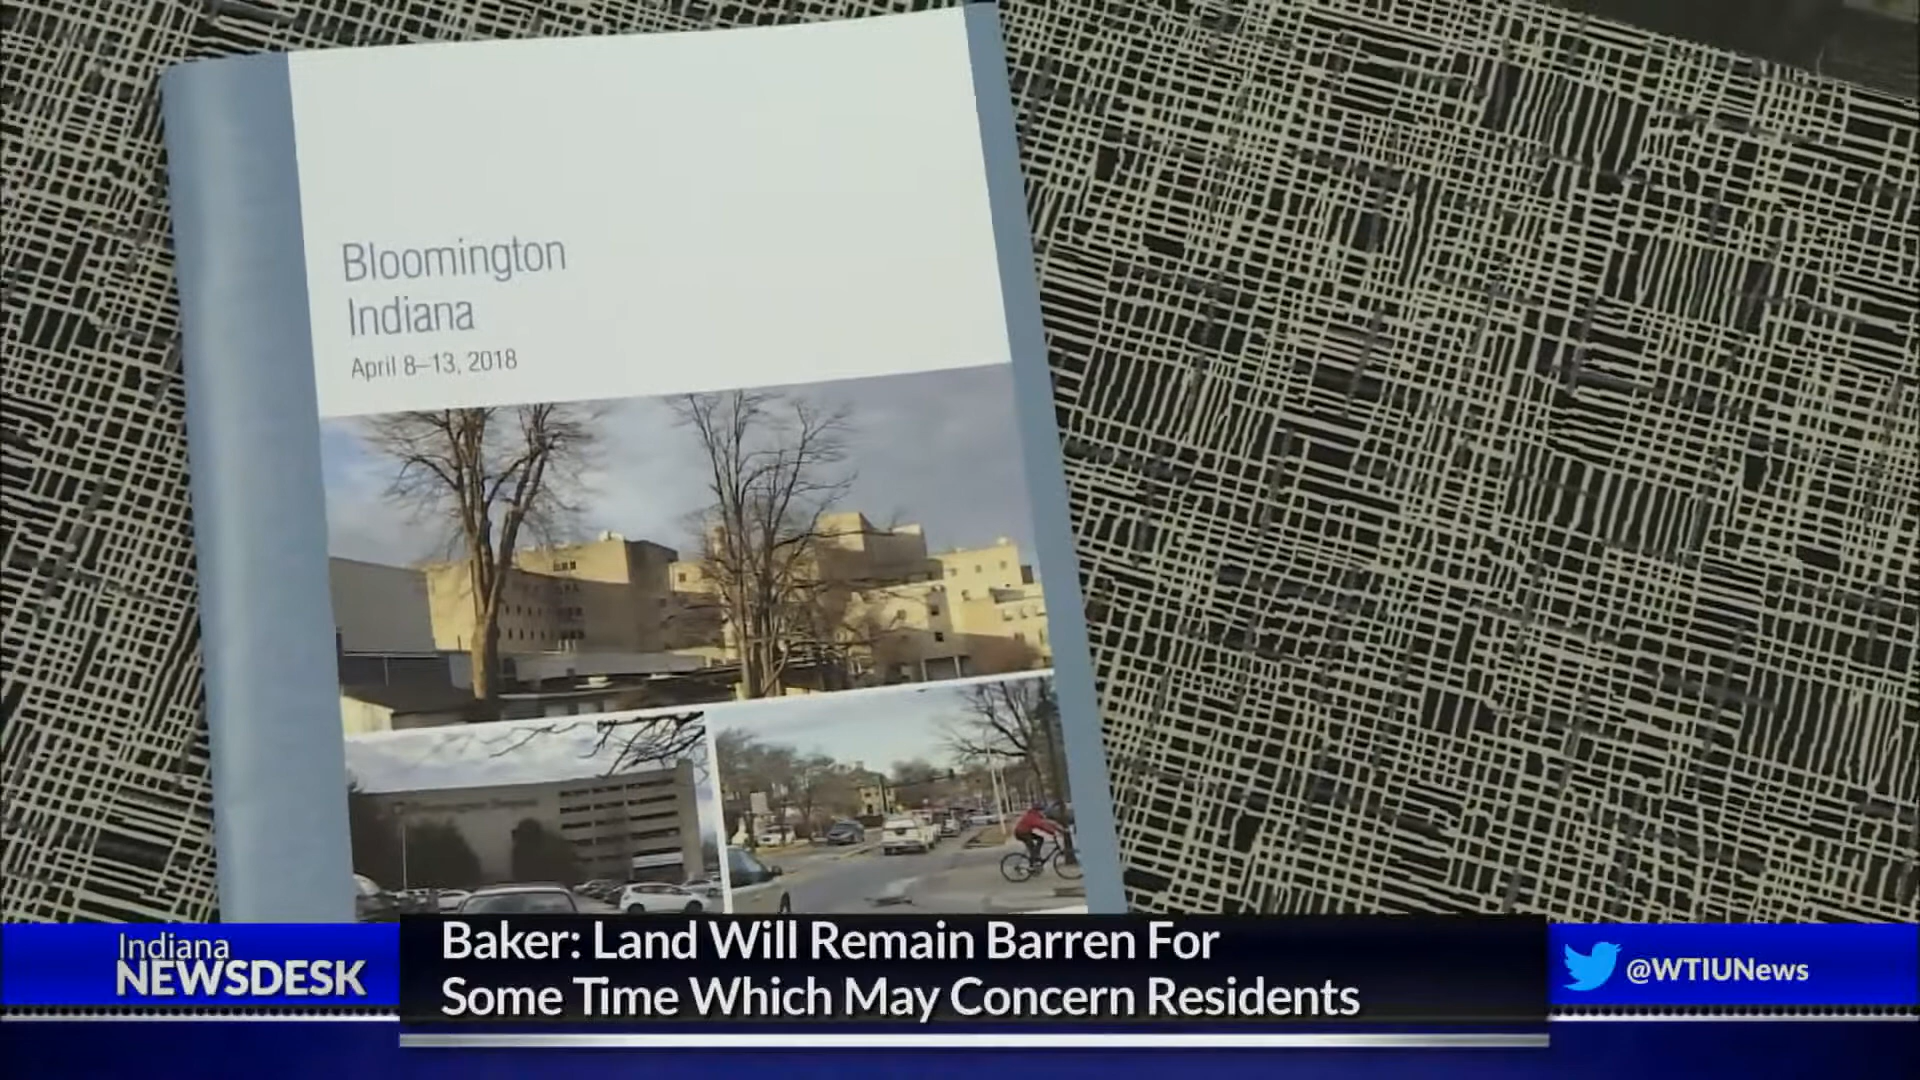 Bloomington
Indiana
April 8–13, 2018
Indiana
NEWSDESK
Baker: Land Will Remain Barren For
Some Time Which May Concern Residents
@WTIUNews